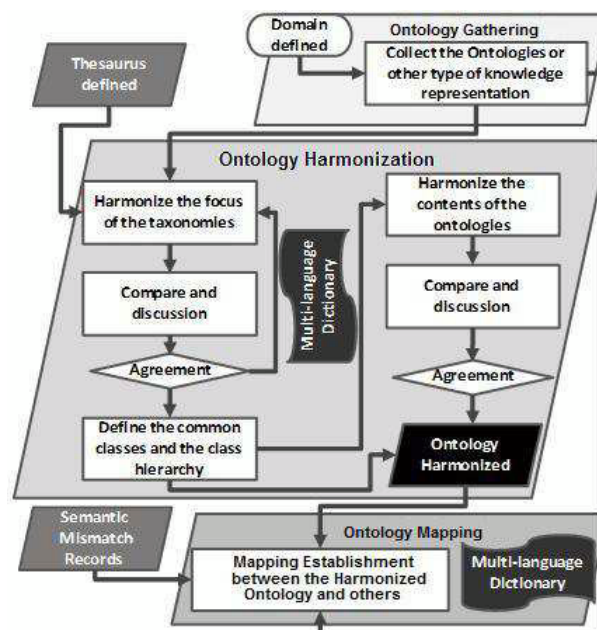 Ontology Gathering
Domain
defined
Collect the Ontologies or
other type of knowledge
representation
Thesaurus
defined
Ontology Harmonization
Harmonize the focus
of the taxonomies
Compare and
discussion
Agreement
Define the common
classes and the class
hierarchy
Multi-language
Dictionary
Harmonize the
contents of the
ontologies
Compare and
discussion
Agreement
Ontology
Harmonized
Semantic
Mismatch
Records
Ontology Mapping
Mapping Establishment
between the Harmonized
Ontology and others
Multi-language
Dictionary